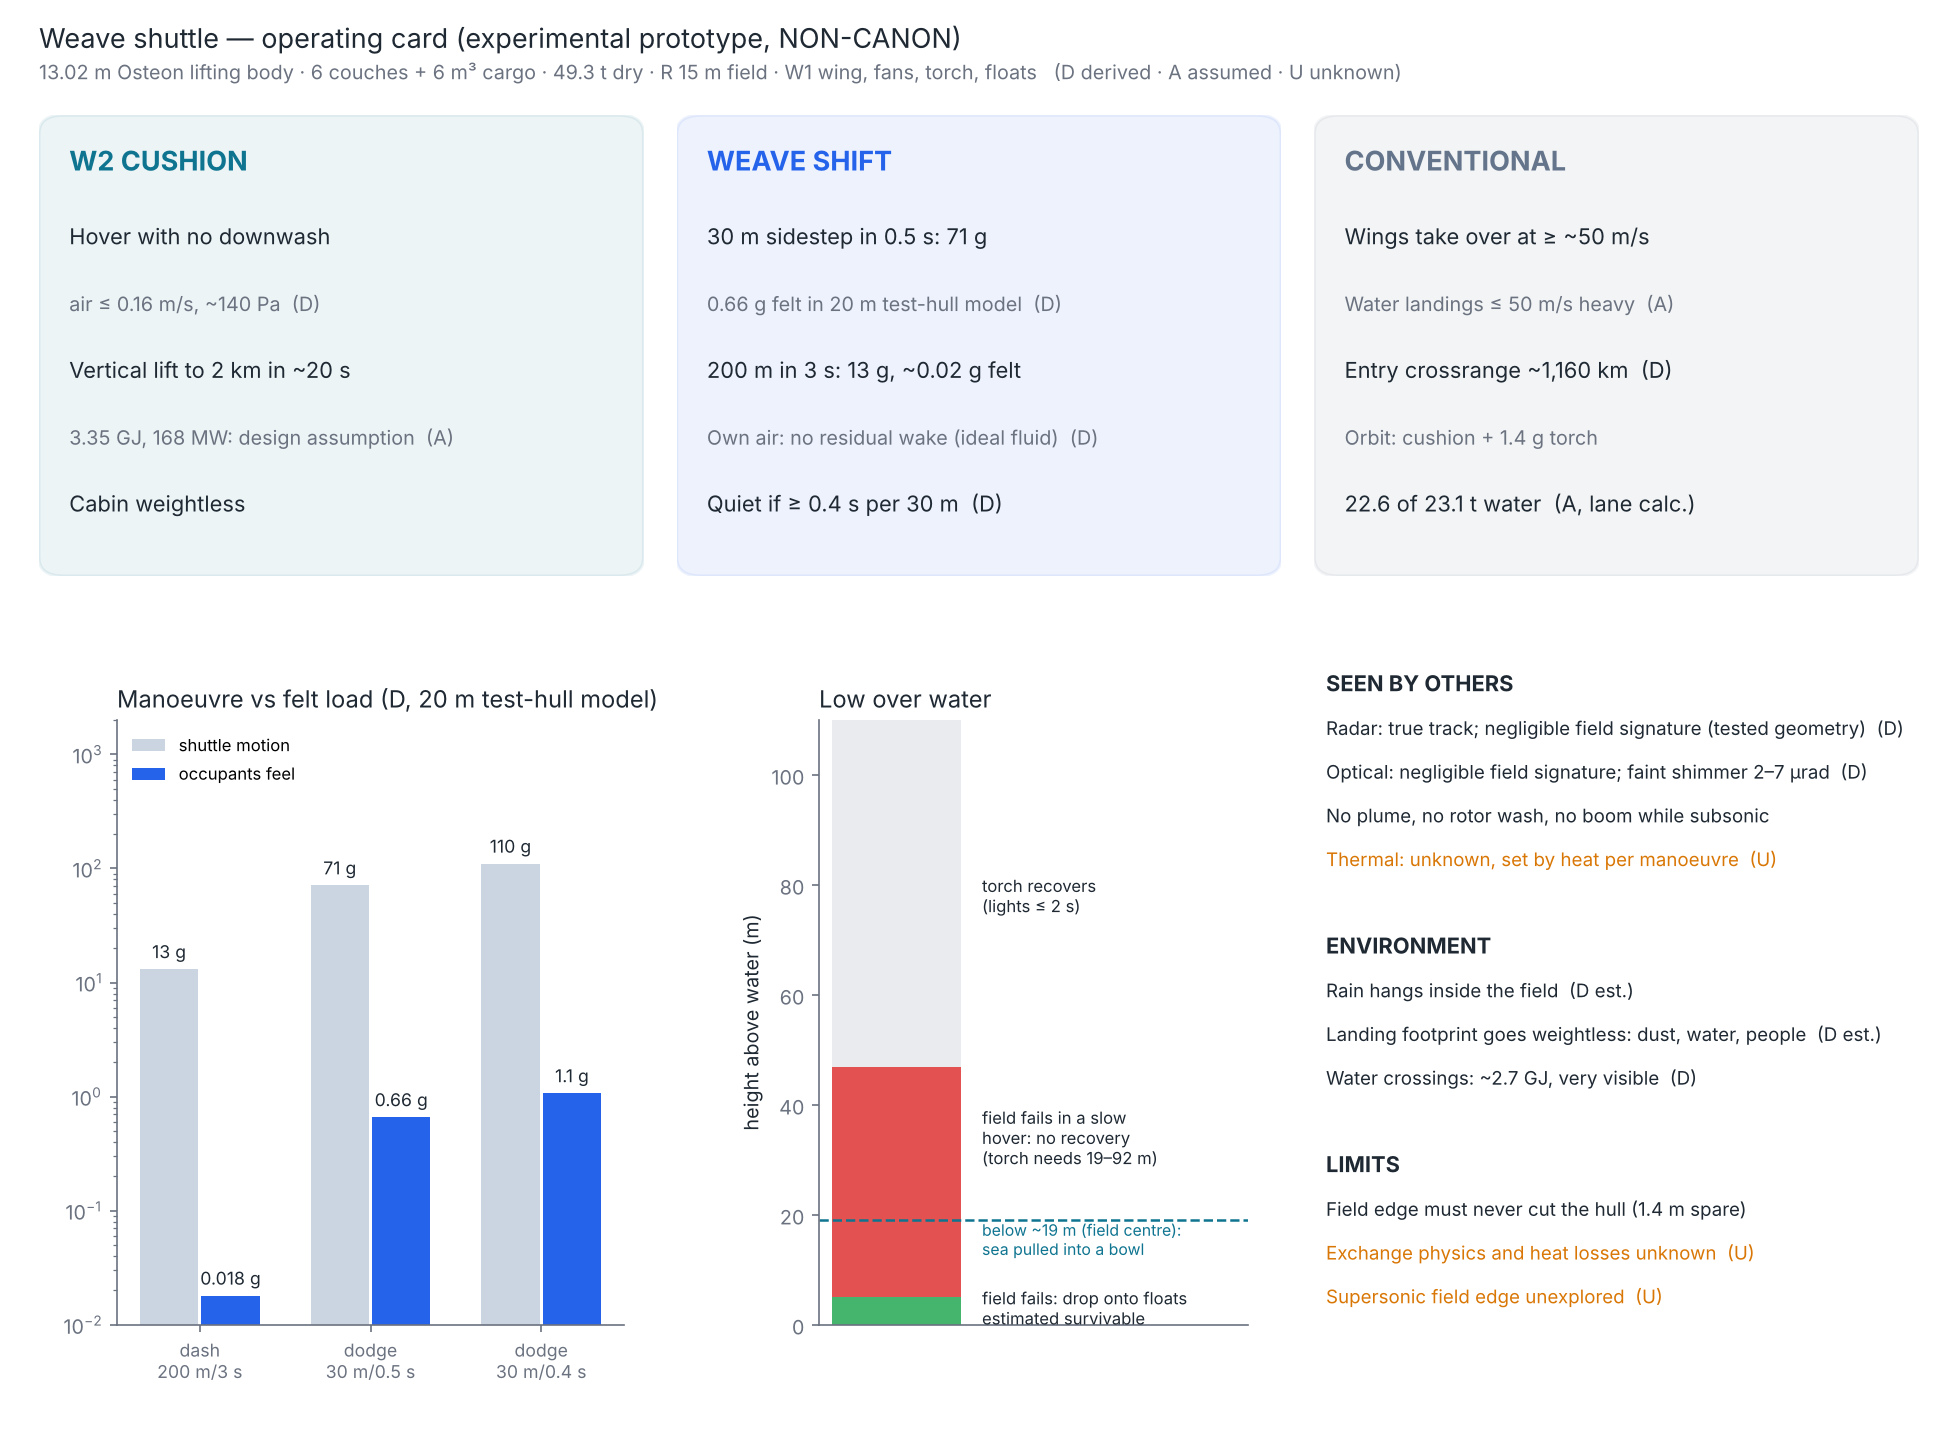 Weave shuttle — operating card (experimental prototype, NON-CANON)
13.02 m Osteon lifting body · 6 couches + 6 m³ cargo · 49.3 t dry · R 15 m field · W1 wing, fans, torch, floats (D derived · A assumed · U unknown)
W2 CUSHION
Hover with no downwash
air ≤ 0.16 m/s, ~140 Pa (D)
Vertical lift to 2 km in ~20 s
3.35 GJ, 168 MW: design assumption (A)
Cabin weightless
WEAVE SHIFT
30 m sidestep in 0.5 s: 71 g
0.66 g felt in 20 m test-hull model (D)
200 m in 3 s: 13 g, ~0.02 g felt
Own air: no residual wake (ideal fluid) (D)
Quiet if ≥ 0.4 s per 30 m (D)
CONVENTIONAL
Wings take over at ≥ ~50 m/s
Water landings ≤ 50 m/s heavy (A)
Entry crossrange ~1,160 km (D)
Orbit: cushion + 1.4 g torch
22.6 of 23.1 t water (A, lane calc.)
Manoeuvre vs felt load (D, 20 m test-hull model)
shuttle motion
occupants feel
10³
10²
10¹
10⁰
10⁻¹
10⁻²
13 g
0.018 g
71 g
0.66 g
110 g
1.1 g
dash
200 m/3 s
dodge
30 m/0.5 s
dodge
30 m/0.4 s
Low over water
height above water (m)
100
80
60
40
20
0
torch recovers
(lights ≤ 2 s)
field fails in a slow
hover: no recovery
(torch needs 19–92 m)
below ~19 m (field centre):
sea pulled into a bowl
field fails: drop onto floats
estimated survivable
SEEN BY OTHERS
Radar: true track; negligible field signature (tested geometry) (D)
Optical: negligible field signature; faint shimmer 2–7 µrad (D)
No plume, no rotor wash, no boom while subsonic
Thermal: unknown, set by heat per manoeuvre (U)
ENVIRONMENT
Rain hangs inside the field (D est.)
Landing footprint goes weightless: dust, water, people (D est.)
Water crossings: ~2.7 GJ, very visible (D)
LIMITS
Field edge must never cut the hull (1.4 m spare)
Exchange physics and heat losses unknown (U)
Supersonic field edge unexplored (U)